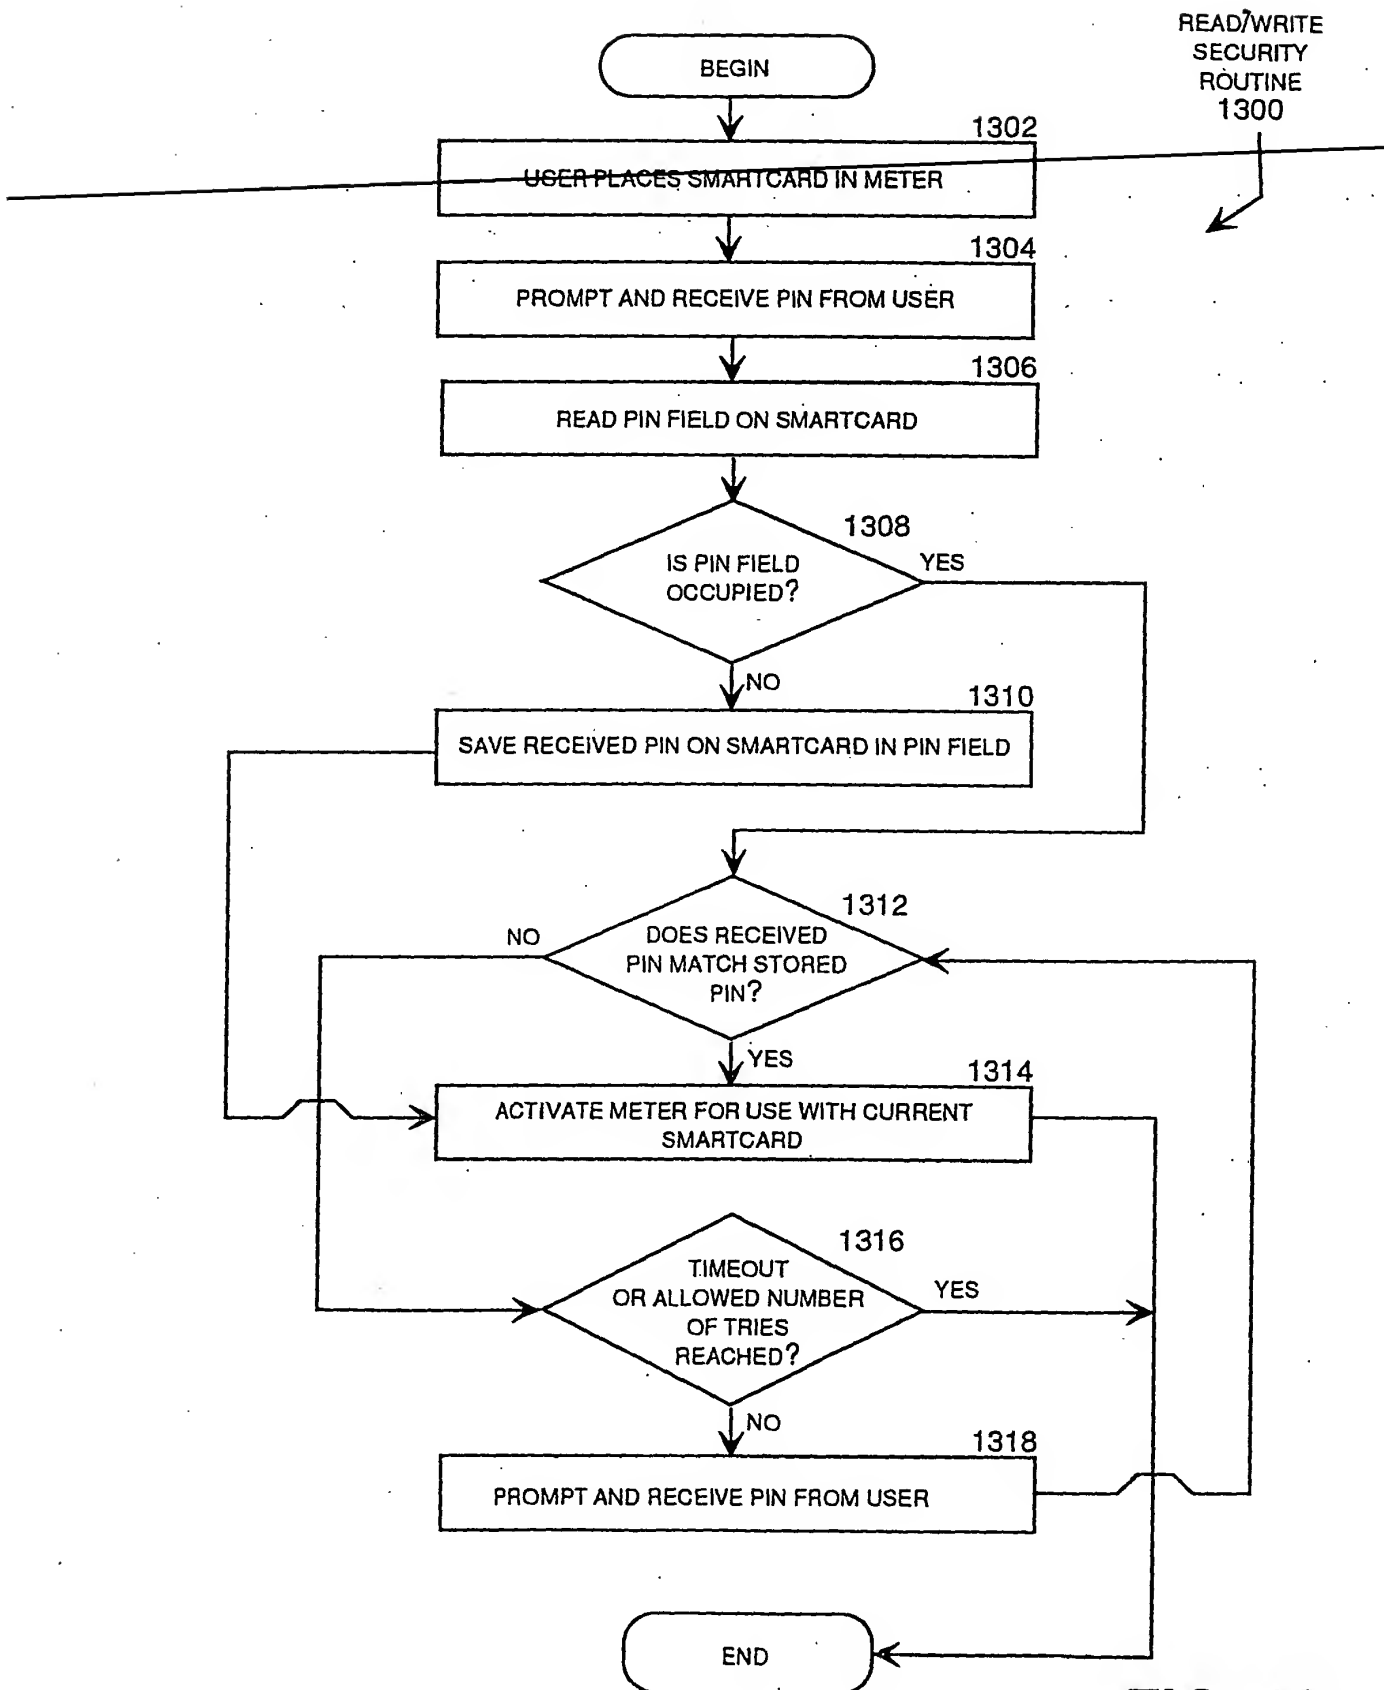 READ/WRITE
SECURITY
ROUTINE
1300
BEGIN
1302
USER PLACES SMARTCARD IN METER
1304
PROMPT AND RECEIVE PIN FROM USER
1306
READ PIN FIELD ON SMARTCARD
1308
IS PIN FIELD
OCCUPIED?
YES
NO
1310
SAVE RECEIVED PIN ON SMARTCARD IN PIN FIELD
1312
NO
DOES RECEIVED
PIN MATCH STORED
PIN?
YES
1314
ACTIVATE METER FOR USE WITH CURRENT
SMARTCARD
1316
TIMEOUT
OR ALLOWED NUMBER
OF TRIES
REACHED?
YES
NO
1318
PROMPT AND RECEIVE PIN FROM USER
END